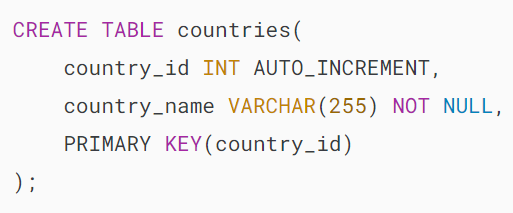 CREATE TABLE countries(
    country_id INT AUTO_INCREMENT,
    country_name VARCHAR(255) NOT NULL,
    PRIMARY KEY(country_id)
);